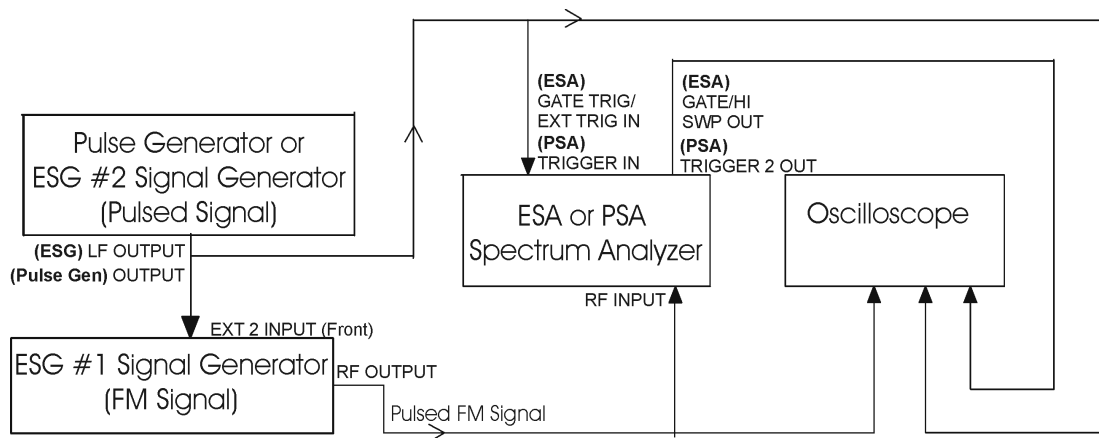 (ESA)
GATE TRIG/
EXT TRIG IN
(PSA)
TRIGGER IN
(ESA)
GATE/HI
SWP OUT
(PSA)
TRIGGER 2 OUT
Pulse Generator or
ESG #2 Signal Generator
(Pulsed Signal)
ESA or PSA
Spectrum Analyzer
Oscilloscope
(ESG) LF OUTPUT
(Pulse Gen) OUTPUT
RF INPUT
EXT 2 INPUT (Front)
ESG #1 Signal Generator
(FM Signal)
RF OUTPUT
Pulsed FM Signal